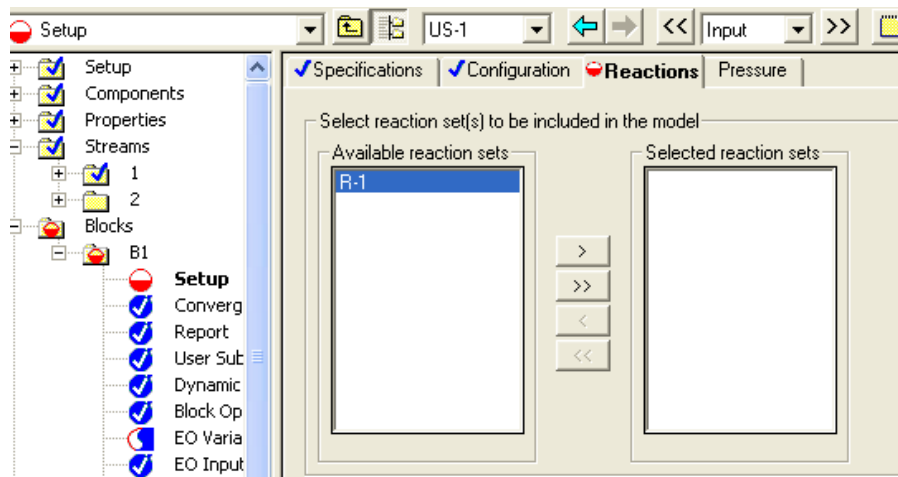 Setup US-1 << Input >>
Setup
Components
Properties
Streams
1
2
Blocks
B1
Setup
Converg
Report
User Sub
Dynamic
Block Op
EO Varia
EO Input
Specifications Configuration Reactions Pressure
Select reaction set(s) to be included in the model
Available reaction sets
R-1
>
>>
<
<<
Selected reaction sets